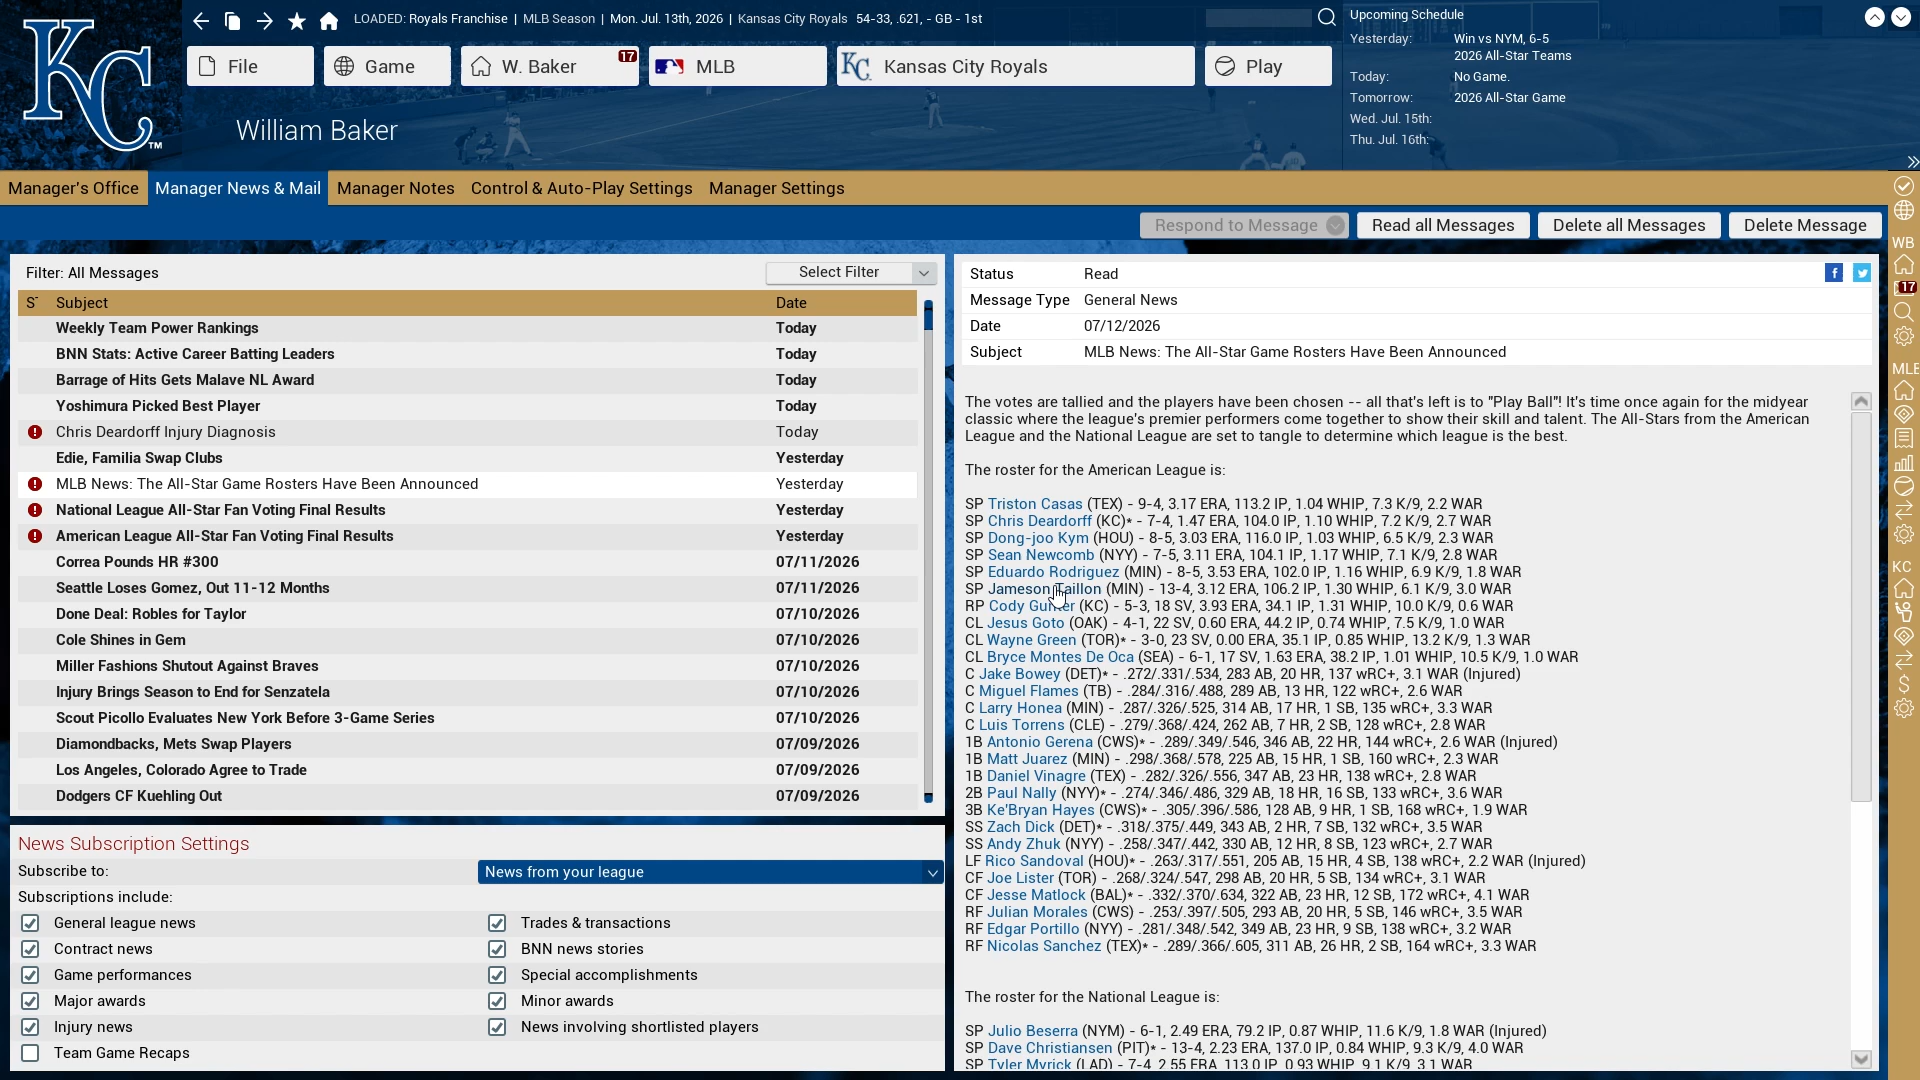 LOADED: Royals Franchise | MLB Season | Mon. Jul. 13th, 2026 | Kansas City Royals 54-33, .621, - GB - 1st
File
Game
W. Baker
17
MLB
Kansas City Royals
Play
KC
TM
William Baker
Upcoming Schedule
Yesterday: Win vs NYM, 6-5
2026 All-Star Teams
Today: No Game.
Tomorrow: 2026 All-Star Game
Wed. Jul. 15th:
Thu. Jul. 16th:
Manager's Office
Manager News & Mail
Manager Notes
Control & Auto-Play Settings
Manager Settings
Respond to Message
Read all Messages
Delete all Messages
Delete Message
Filter: All Messages
Select Filter
S Subject Date
Weekly Team Power Rankings Today
BNN Stats: Active Career Batting Leaders Today
Barrage of Hits Gets Malave NL Award Today
Yoshimura Picked Best Player Today
Chris Deardorff Injury Diagnosis Today
Edie, Familia Swap Clubs Yesterday
MLB News: The All-Star Game Rosters Have Been Announced Yesterday
National League All-Star Fan Voting Final Results Yesterday
American League All-Star Fan Voting Final Results Yesterday
Correa Pounds HR #300 07/11/2026
Seattle Loses Gomez, Out 11-12 Months 07/11/2026
Done Deal: Robles for Taylor 07/10/2026
Cole Shines in Gem 07/10/2026
Miller Fashions Shutout Against Braves 07/10/2026
Injury Brings Season to End for Senzatela 07/10/2026
Scout Picollo Evaluates New York Before 3-Game Series 07/10/2026
Diamondbacks, Mets Swap Players 07/09/2026
Los Angeles, Colorado Agree to Trade 07/09/2026
Dodgers CF Kuehling Out 07/09/2026
News Subscription Settings
Subscribe to: News from your league
Subscriptions include:
General league news Trades & transactions
Contract news BNN news stories
Game performances Special accomplishments
Major awards Minor awards
Injury news News involving shortlisted players
Team Game Recaps
Status Read
Message Type General News
Date 07/12/2026
Subject MLB News: The All-Star Game Rosters Have Been Announced
The votes are tallied and the players have been chosen -- all that's left is to "Play Ball"! It's time once again for the midyear
classic where the league's premier performers come together to show their skill and talent. The All-Stars from the American
League and the National League are set to tangle to determine which league is the best.
The roster for the American League is:
SP Triston Casas (TEX) - 9-4, 3.17 ERA, 113.2 IP, 1.04 WHIP, 7.3 K/9, 2.2 WAR
SP Chris Deardorff (KC)* - 7-4, 1.47 ERA, 104.0 IP, 1.10 WHIP, 7.2 K/9, 2.7 WAR
SP Dong-joo Kym (HOU) - 8-5, 3.03 ERA, 116.0 IP, 1.03 WHIP, 6.5 K/9, 2.3 WAR
SP Sean Newcomb (NYY) - 7-5, 3.11 ERA, 104.1 IP, 1.17 WHIP, 7.1 K/9, 2.8 WAR
SP Eduardo Rodriguez (MIN) - 8-5, 3.53 ERA, 102.0 IP, 1.16 WHIP, 6.9 K/9, 1.8 WAR
SP Jameson Taillon (MIN) - 13-4, 3.12 ERA, 106.2 IP, 1.30 WHIP, 6.1 K/9, 3.0 WAR
RP Cody (KC) - 5-3, 18 SV, 3.93 ERA, 34.1 IP, 1.31 WHIP, 10.0 K/9, 0.6 WAR
CL Jesus Goto (OAK) - 4-1, 22 SV, 0.60 ERA, 44.2 IP, 0.74 WHIP, 7.5 K/9, 1.0 WAR
CL Wayne Green (TOR)* - 3-0, 23 SV, 0.00 ERA, 35.1 IP, 0.85 WHIP, 13.2 K/9, 1.3 WAR
CL Bryce Montes De Oca (SEA) - 6-1, 17 SV, 1.63 ERA, 38.2 IP, 1.01 WHIP, 10.5 K/9, 1.0 WAR
C Jake Bowey (DET)* - .272/.331/.534, 283 AB, 20 HR, 137 wRC+, 3.1 WAR (Injured)
C Miguel Flames (TB) - .284/.316/.488, 289 AB, 13 HR, 122 wRC+, 2.6 WAR
C Larry Honea (MIN) - .287/.326/.525, 314 AB, 17 HR, 1 SB, 135 wRC+, 3.3 WAR
C Luis Torrens (CLE) - .279/.368/.424, 262 AB, 7 HR, 2 SB, 128 wRC+, 2.8 WAR
1B Antonio Gerena (CWS)* - .289/.349/.546, 346 AB, 22 HR, 144 wRC+, 2.6 WAR (Injured)
1B Matt Juarez (MIN) - .298/.368/.578, 225 AB, 15 HR, 1 SB, 160 wRC+, 2.3 WAR
1B Daniel Vinagre (TEX) - .282/.326/.556, 347 AB, 23 HR, 138 wRC+, 2.8 WAR
2B Paul Nally (NYY)* - .274/.346/.486, 329 AB, 18 HR, 16 SB, 133 wRC+, 3.6 WAR
3B Ke'Bryan Hayes (CWS)* - .305/.396/.586, 128 AB, 9 HR, 1 SB, 168 wRC+, 1.9 WAR
SS Zach Dick (DET)* - .318/.375/.449, 343 AB, 2 HR, 7 SB, 132 wRC+, 3.5 WAR
SS Andy Zhuk (NYY) - .258/.347/.442, 330 AB, 12 HR, 8 SB, 123 wRC+, 2.7 WAR
LF Rico Sandoval (HOU)* - .263/.317/.551, 205 AB, 15 HR, 4 SB, 138 wRC+, 2.2 WAR (Injured)
CF Joe Lister (TOR) - .268/.324/.547, 298 AB, 20 HR, 5 SB, 134 wRC+, 3.1 WAR
CF Jesse Matlock (BAL)* - .332/.370/.634, 322 AB, 23 HR, 12 SB, 172 wRC+, 4.1 WAR
RF Julian Morales (CWS) - .253/.397/.505, 293 AB, 20 HR, 5 SB, 146 wRC+, 3.5 WAR
RF Edgar Portillo (NYY) - .281/.348/.542, 349 AB, 23 HR, 9 SB, 138 wRC+, 3.2 WAR
RF Nicolas Sanchez (TEX)* - .289/.366/.605, 311 AB, 26 HR, 2 SB, 164 wRC+, 3.3 WAR
The roster for the National League is:
SP Julio Beserra (NYM) - 6-1, 2.49 ERA, 79.2 IP, 0.87 WHIP, 11.6 K/9, 1.8 WAR (Injured)
SP Dave Christiansen (PIT)* - 13-4, 2.23 ERA, 137.0 IP, 0.84 WHIP, 9.3 K/9, 4.0 WAR
SP Tyler Myrick (LAD) - 7-4, 2.55 ERA, 113.0 IP, 0.93 WHIP, 9.1 K/9, 3.1 WAR
WB
17
MLB
KC